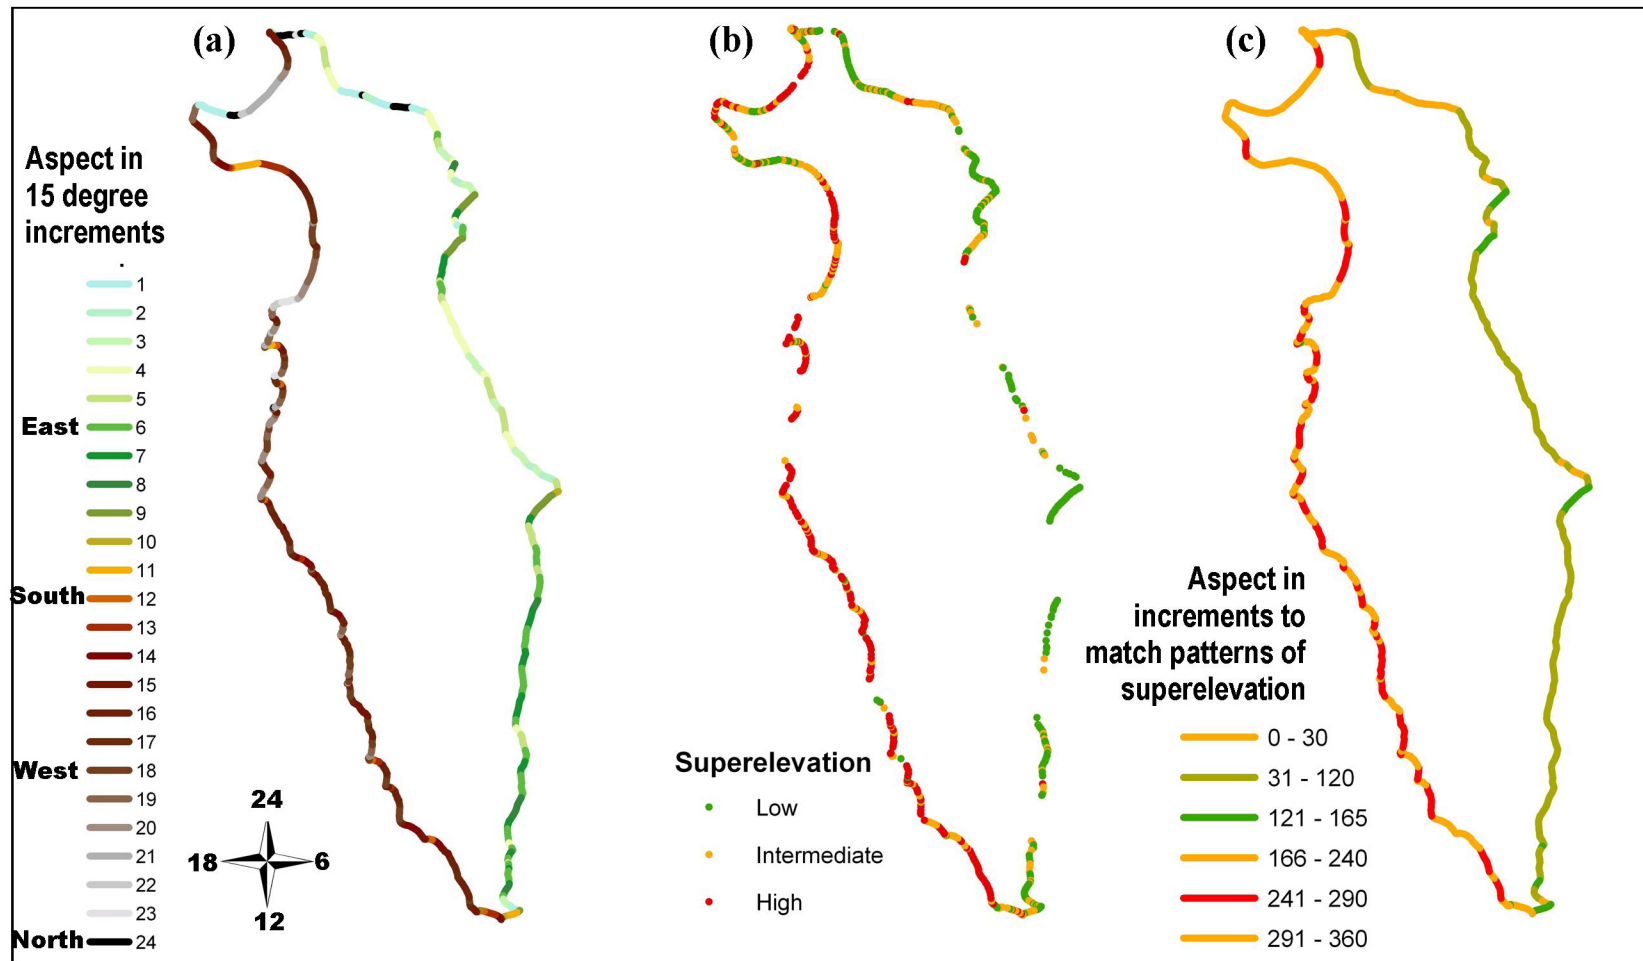 (a)
(b)
(c)
Aspect in
15 degree
increments
.
1
2
3
4
5
East 6
7
8
9
10
11
South 12
13
14
15
16
17
West 18
19
20
21
22
23
North 24
24
18 6
12
Superelevation
Low
Intermediate
High
Aspect in
increments to
match patterns of
superelevation
0 - 30
31 - 120
121 - 165
166 - 240
241 - 290
291 - 360